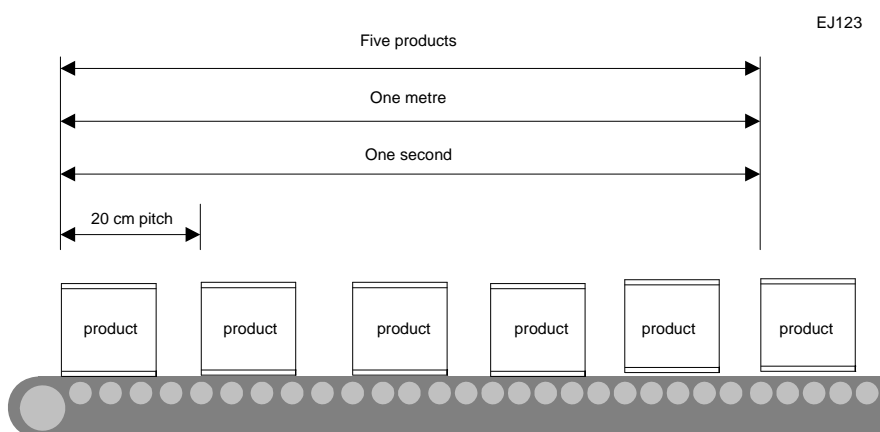 EJ123
Five products
One metre
One second
20 cm pitch
product product product product product product